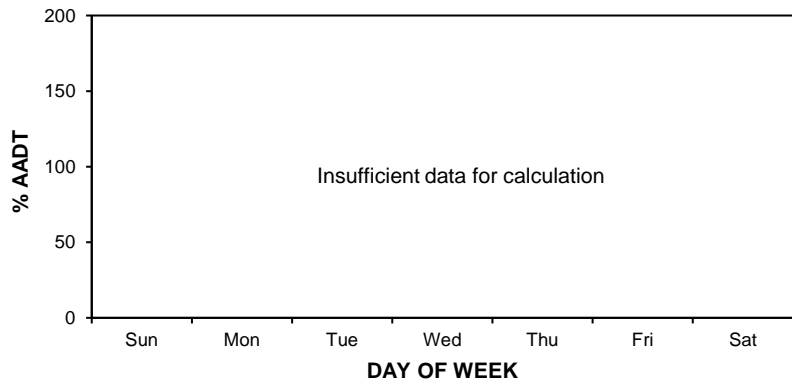 200
150
100
50
0
% AADT
Insufficient data for calculation
Sun Mon Tue Wed Thu Fri Sat
DAY OF WEEK